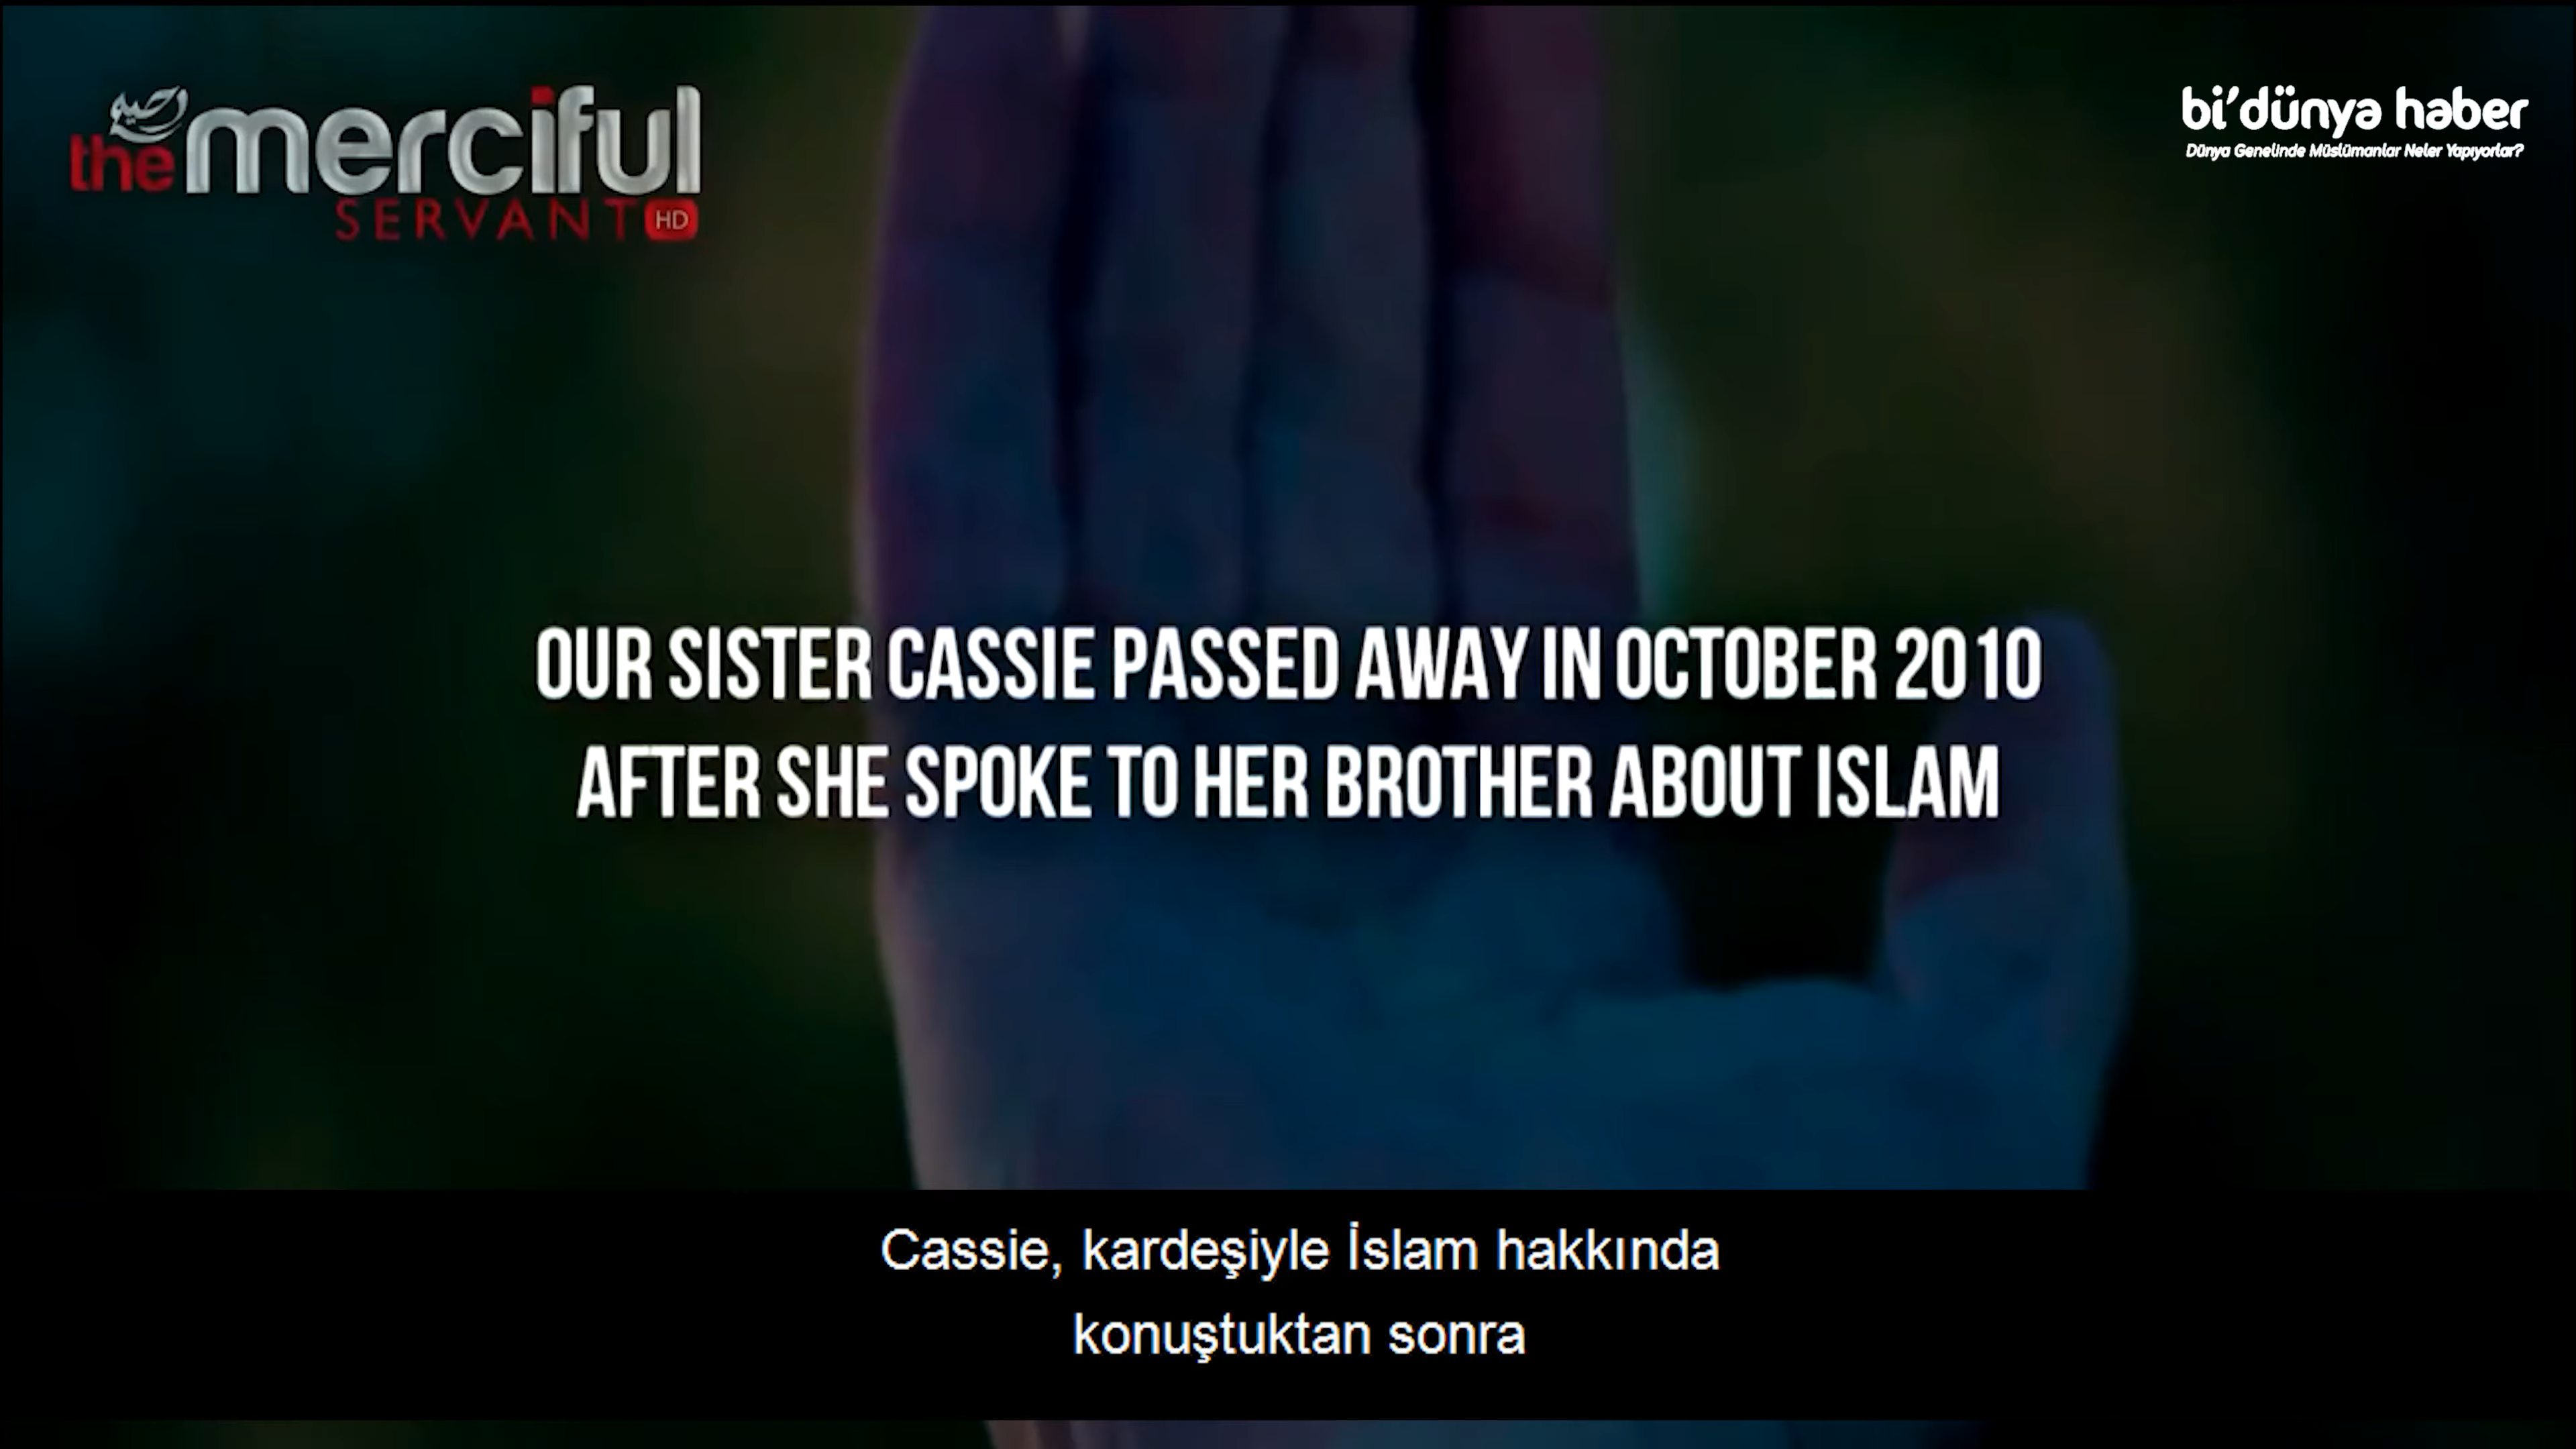 the merciful
SERVANT HD
bi'dünya haber
Dünya Genelinde Müslümanlar Neler Yapıyorlar?
OUR SISTER CASSIE PASSED AWAY IN OCTOBER 2010
AFTER SHE SPOKE TO HER BROTHER ABOUT ISLAM
Cassie, kardeşiyle İslam hakkında
konuştuktan sonra